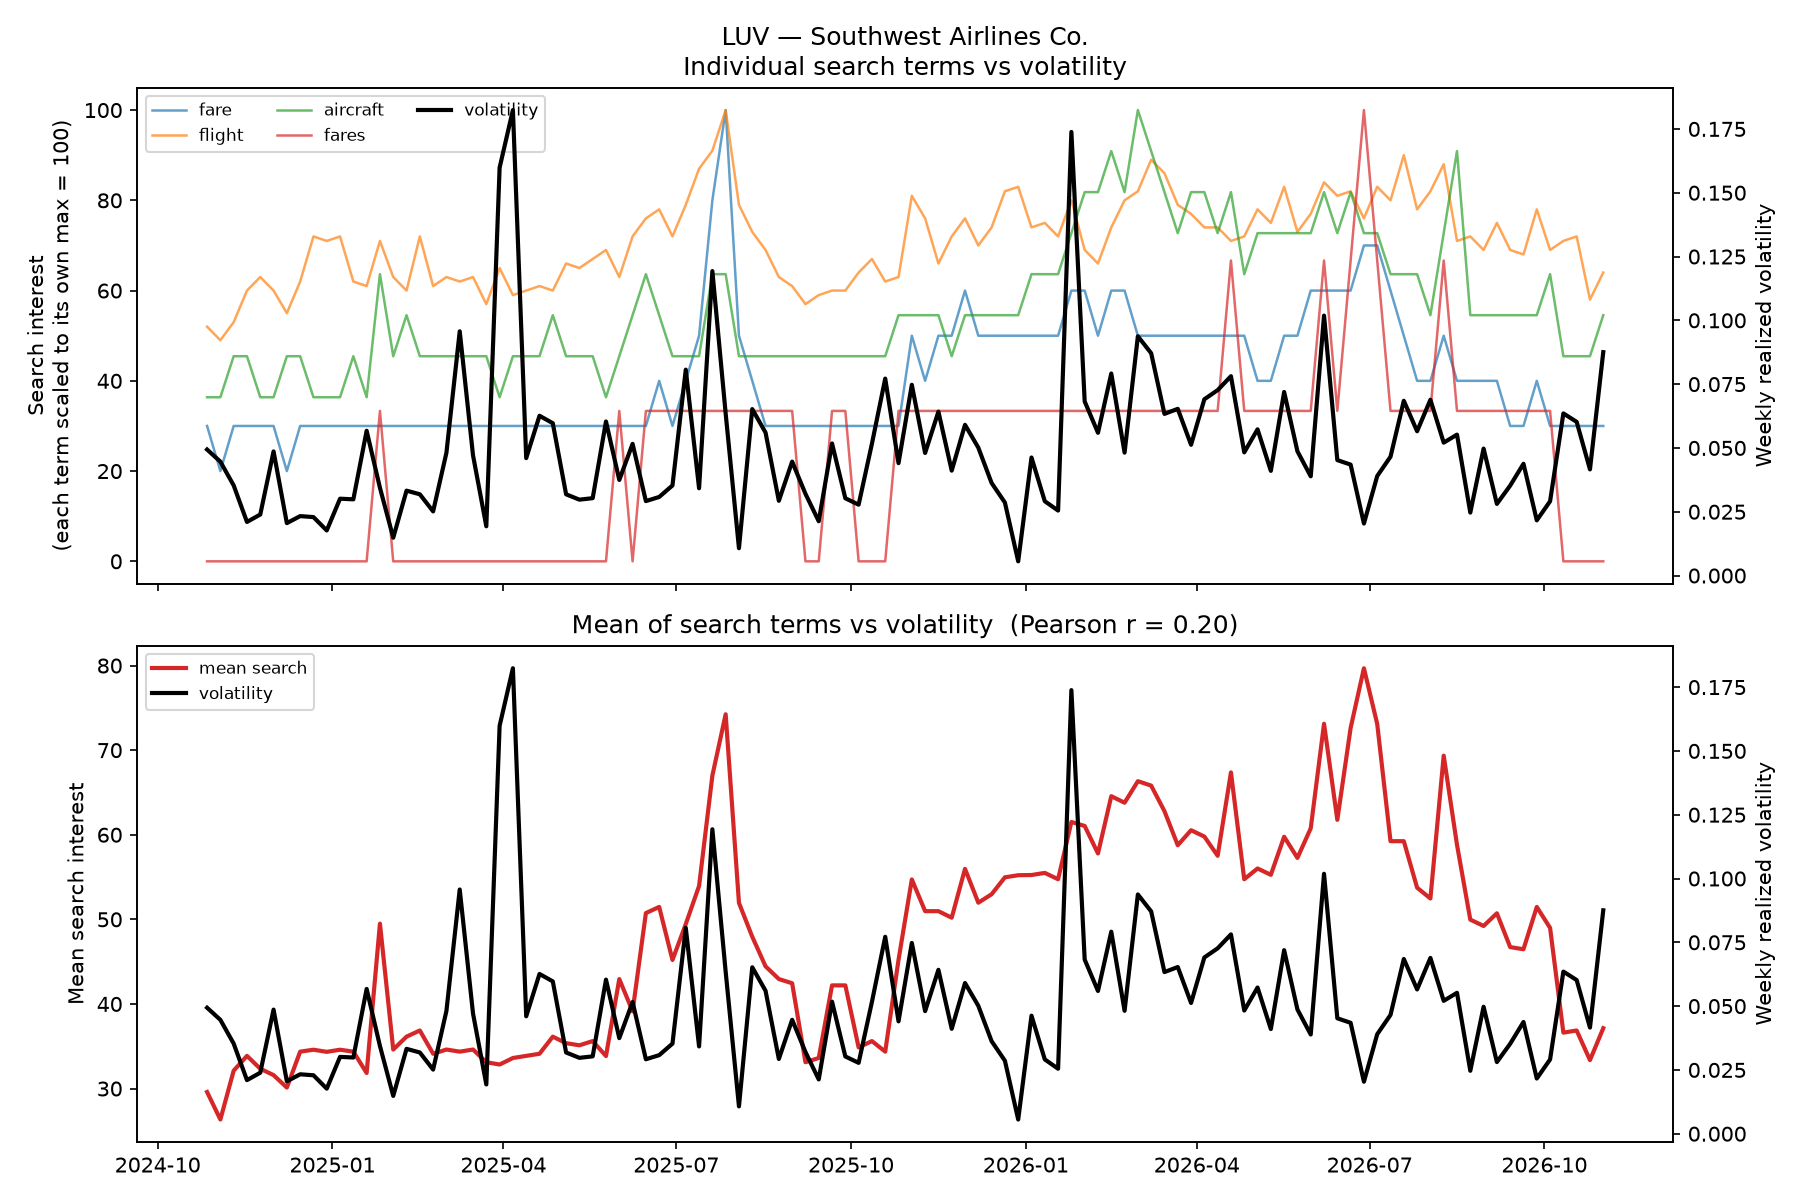 LUV — Southwest Airlines Co.
Individual search terms vs volatility
fare
flight
aircraft
fares
volatility
Search interest
(each term scaled to its own max = 100)
100
80
60
40
20
0
0.175
0.150
0.125
0.100
0.075
0.050
0.025
0.000
Weekly realized volatility
Mean of search terms vs volatility (Pearson r = 0.20)
mean search
volatility
Mean search interest
80
70
60
50
40
30
0.175
0.150
0.125
0.100
0.075
0.050
0.025
0.000
Weekly realized volatility
2024-10
2025-01
2025-04
2025-07
2025-10
2026-01
2026-04
2026-07
2026-10